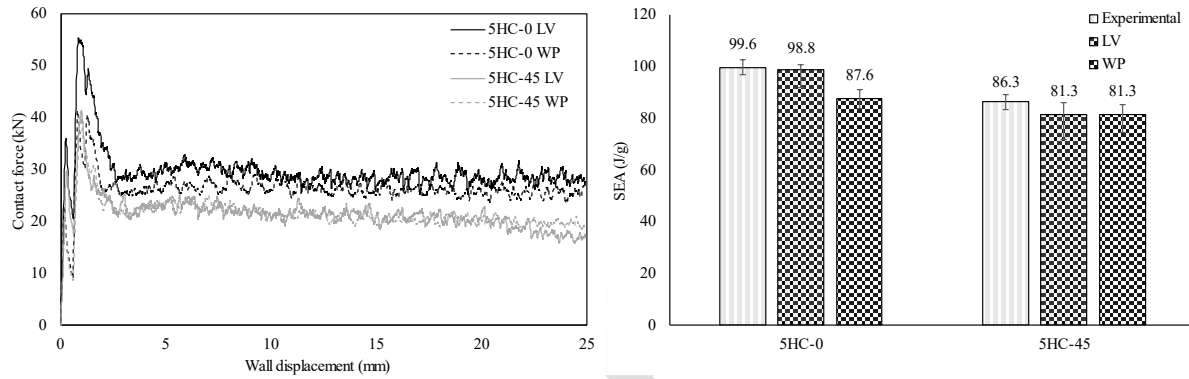 60
50
40
30
20
10
0
Contact force (kN)
5HC-0 LV
5HC-0 WP
5HC-45 LV
5HC-45 WP
0 5 10 15 20 25
Wall displacement (mm)
120
100
80
60
40
20
0
SEA (J/g)
Experimental
LV
WP
99.6 98.8 87.6
86.3 81.3 81.3
5HC-0 5HC-45